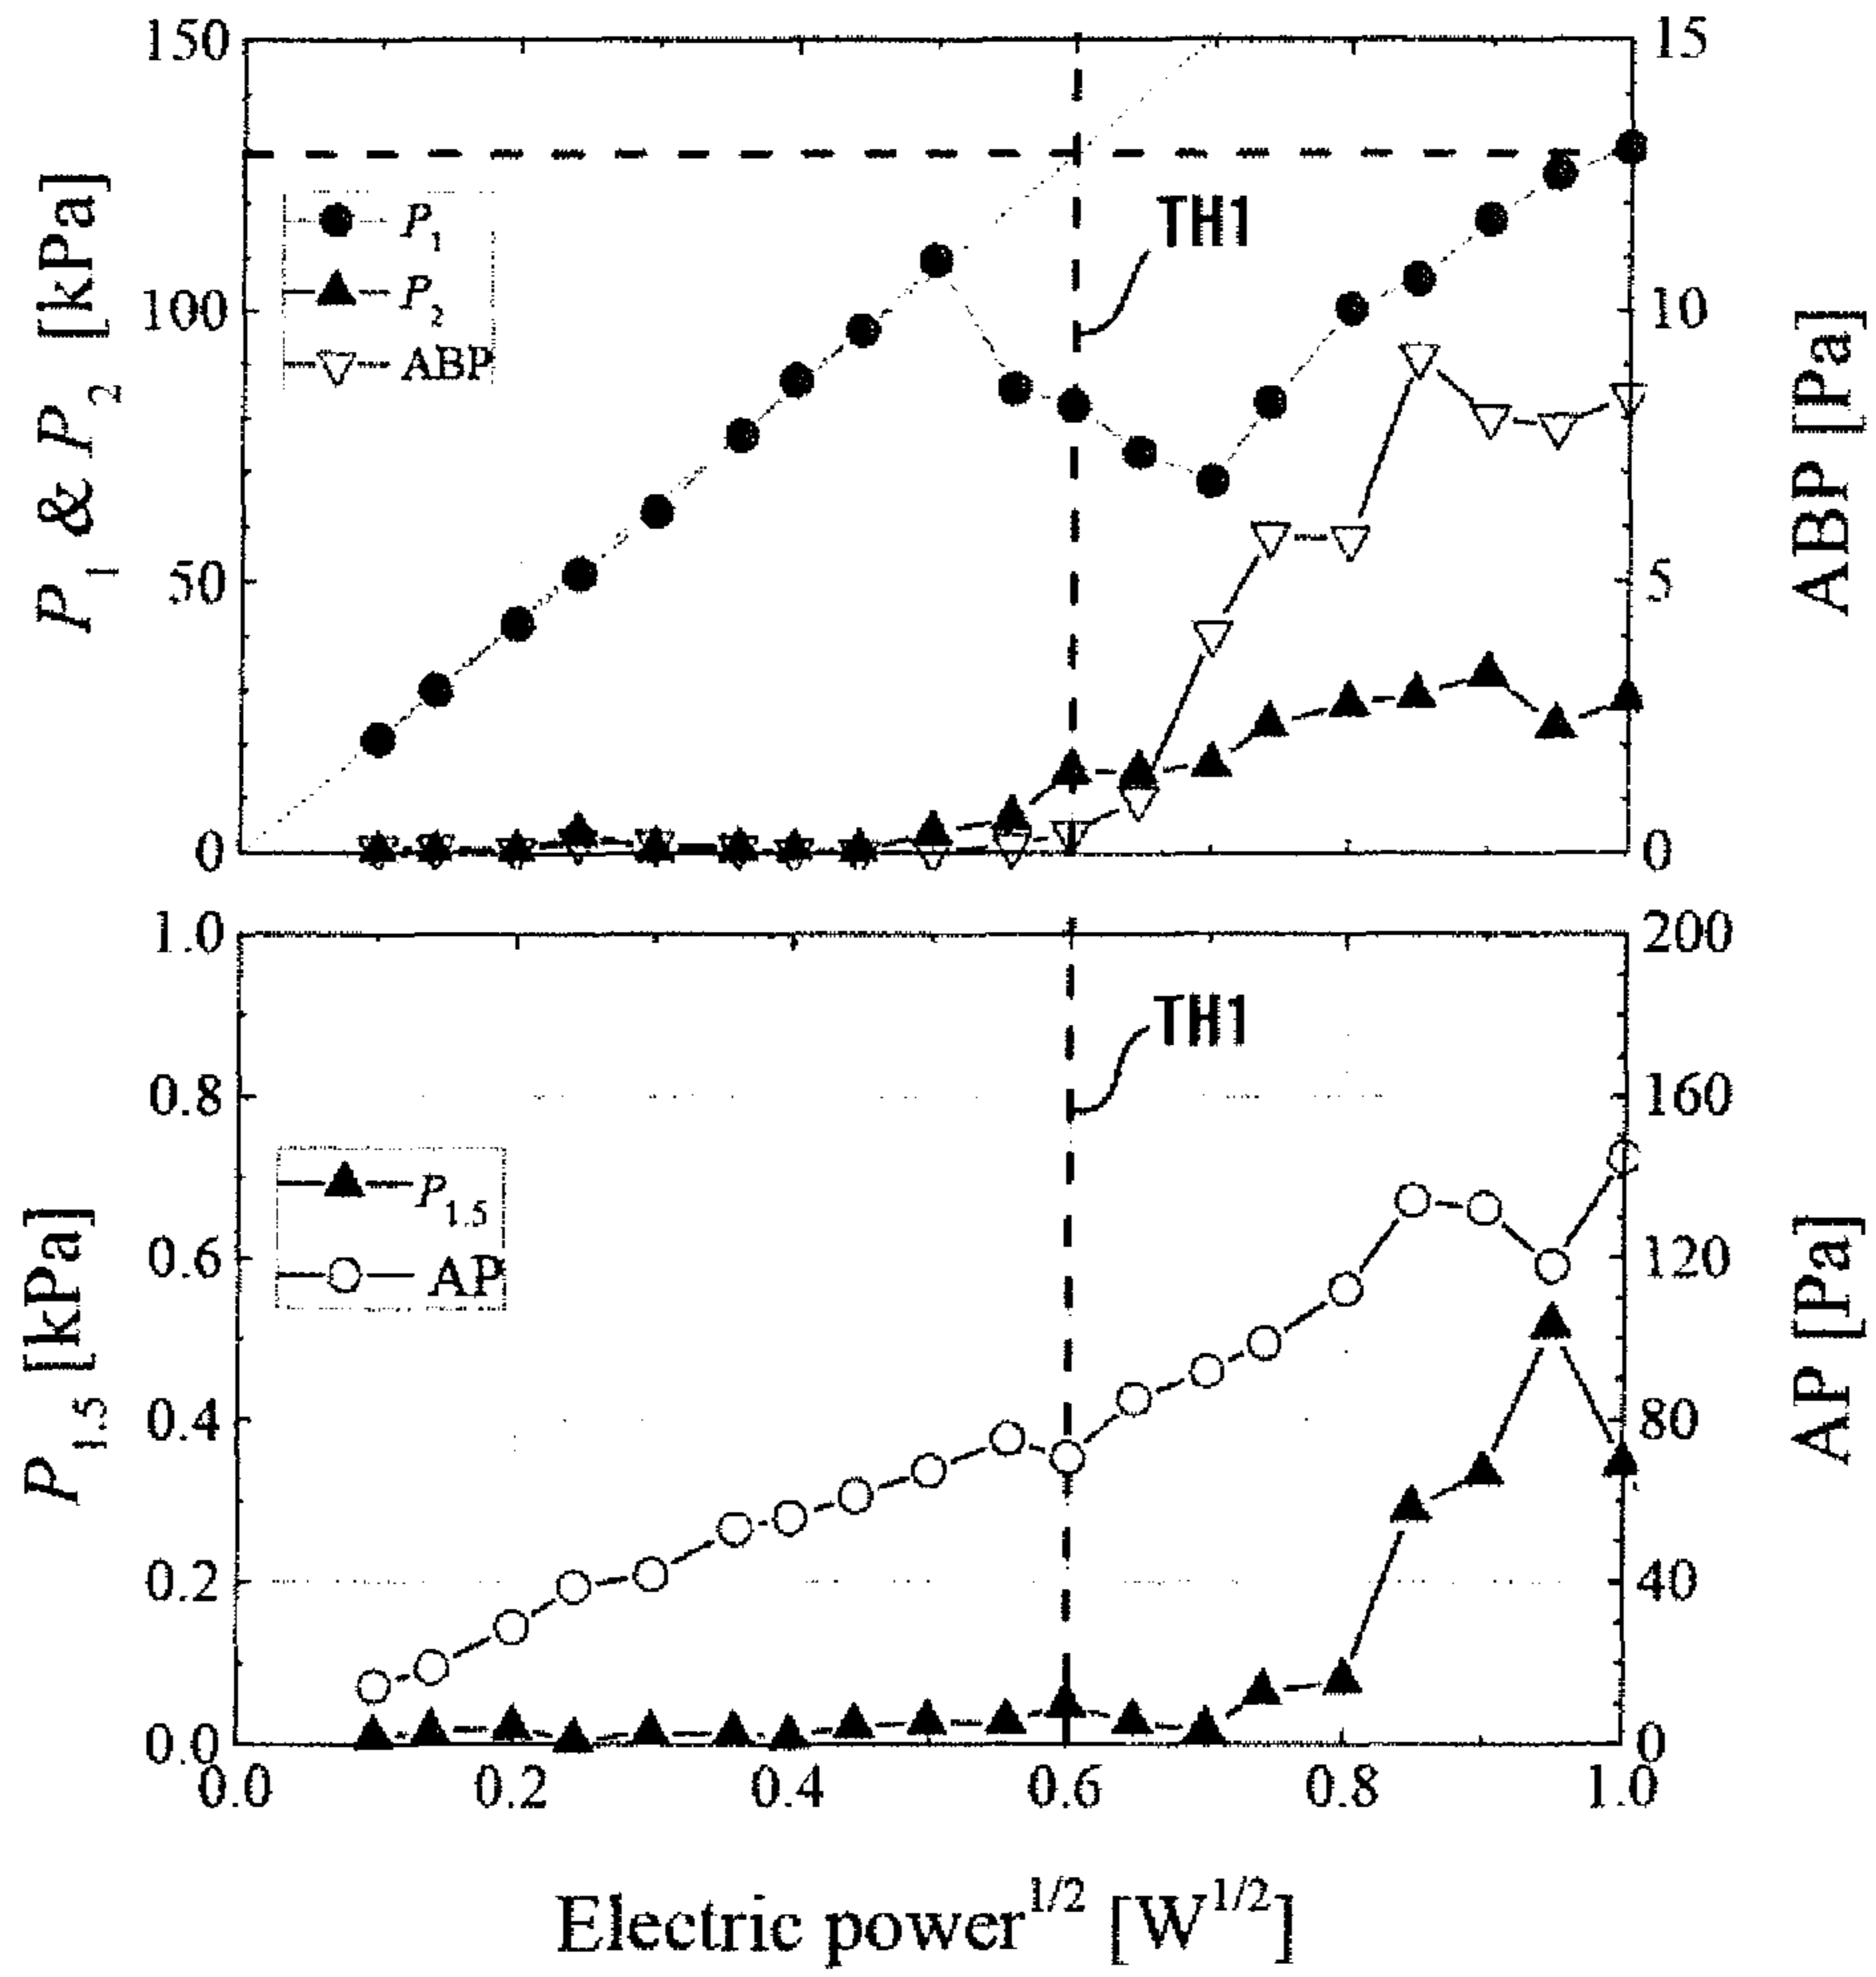 150
100
50
0
P1 & P2 [kPa]
15
10
5
0
ABP [Pa]
P1
P2
ABP
TH1
1.0
0.8
0.6
0.4
0.2
0.0
P1.5 [kPa]
200
160
120
80
40
0
AP [Pa]
P1.5
AP
TH1
0.0 0.2 0.4 0.6 0.8 1.0
Electric power^1/2 [W^1/2]